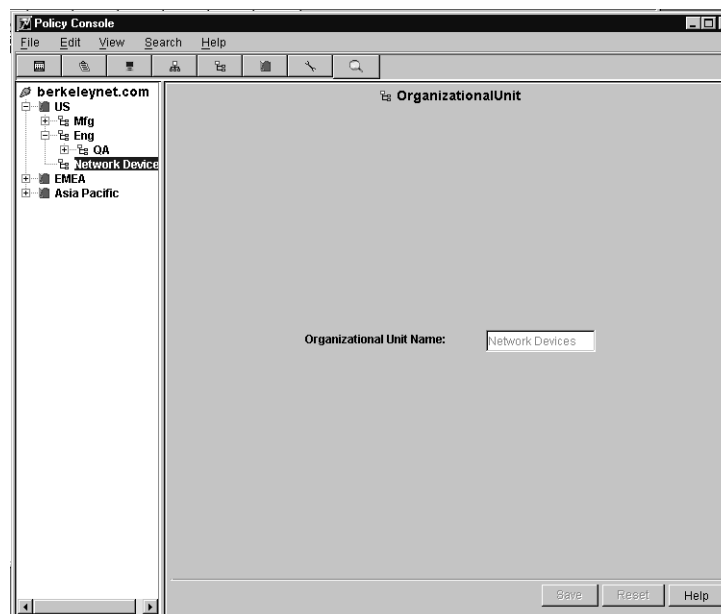 Policy Console
File Edit View Search Help
berkeleynet.com
US
Mfg
Eng
QA
Network Device
EMEA
Asia Pacific
OrganizationalUnit
Organizational Unit Name: Network Devices
Save Reset Help